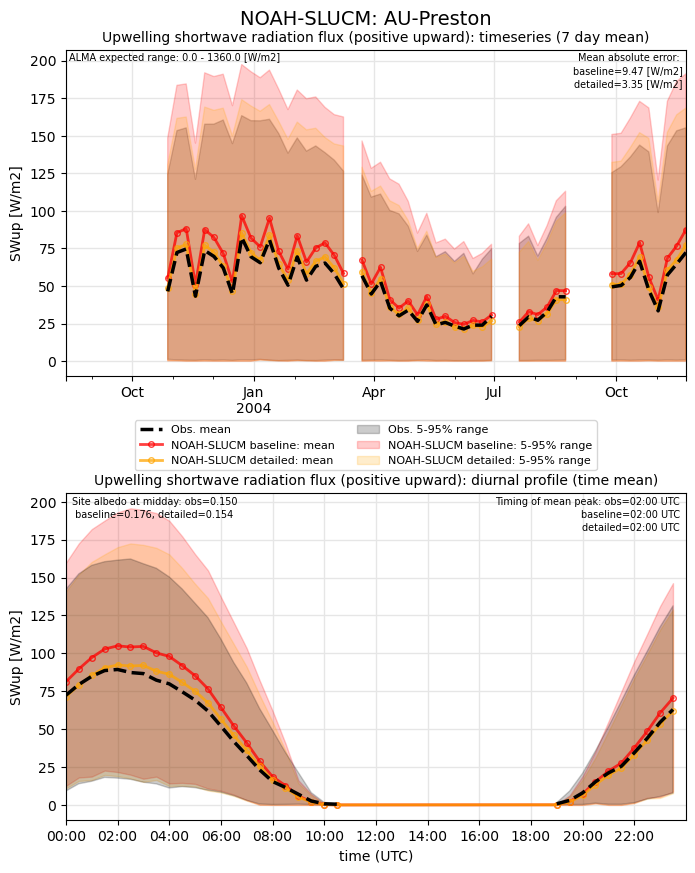 NOAH-SLUCM: AU-Preston
Upwelling shortwave radiation flux (positive upward): timeseries (7 day mean)
ALMA expected range: 0.0 - 1360.0 [W/m2]
Mean absolute error:
baseline=9.47 [W/m2]
detailed=3.35 [W/m2]
SWup [W/m2]
200
175
150
125
100
75
50
25
0
Oct
Jan
2004
Apr
Jul
Oct
Obs. mean
NOAH-SLUCM baseline: mean
NOAH-SLUCM detailed: mean
Obs. 5-95% range
NOAH-SLUCM baseline: 5-95% range
NOAH-SLUCM detailed: 5-95% range
Upwelling shortwave radiation flux (positive upward): diurnal profile (time mean)
Site albedo at midday: obs=0.150
baseline=0.176, detailed=0.154
Timing of mean peak: obs=02:00 UTC
baseline=02:00 UTC
detailed=02:00 UTC
SWup [W/m2]
200
175
150
125
100
75
50
25
0
00:00
02:00
04:00
06:00
08:00
10:00
12:00
14:00
16:00
18:00
20:00
22:00
time (UTC)